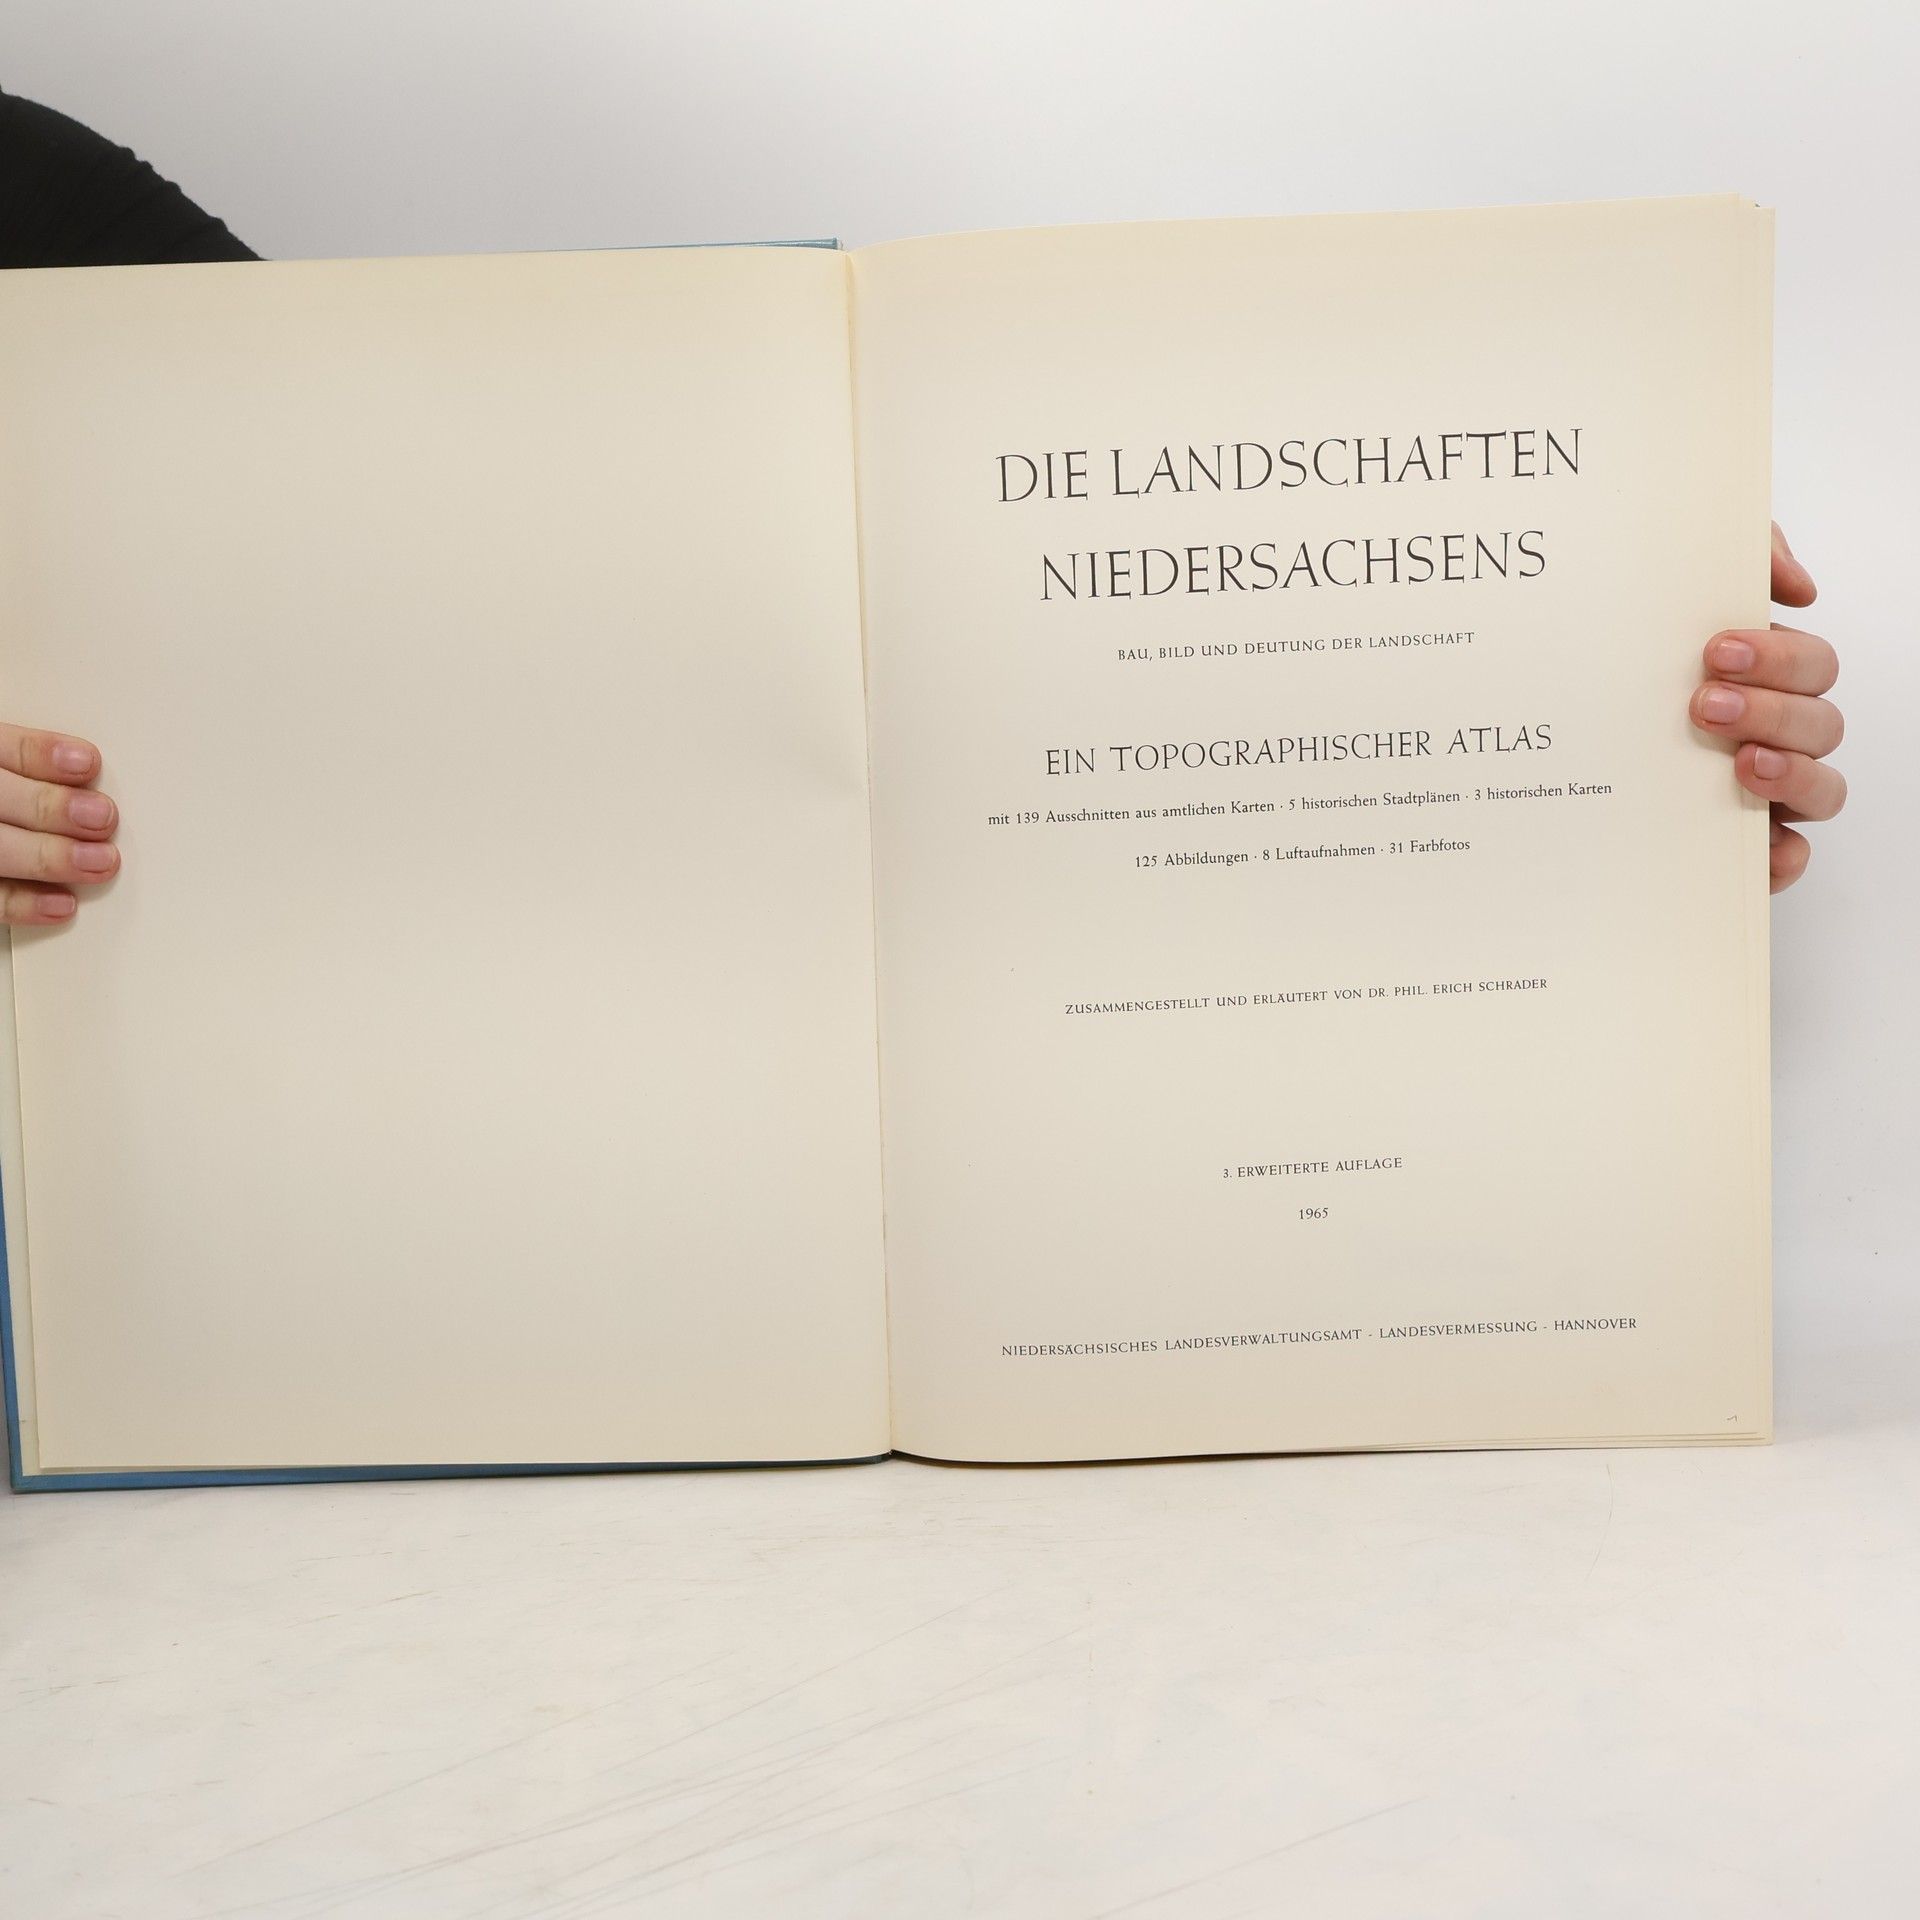 DIE LANDSCHAFTEN
NIEDERSACHSENS
BAU, BILD UND DEUTUNG DER LANDSCHAFT
EIN TOPOGRAPHISCHER ATLAS
mit 139 Ausschnitten aus amtlichen Karten · 5 historischen Stadtplänen · 3 historischen Karten
125 Abbildungen · 8 Luftaufnahmen · 31 Farbfotos
ZUSAMMENGESTELLT UND ERLÄUTERT VON DR. PHIL. ERICH SCHRADER
3. ERWEITERTE AUFLAGE
1965
NIEDERSÄCHSISCHES LANDESVERWALTUNGSAMT - LANDESVERMESSUNG - HANNOVER